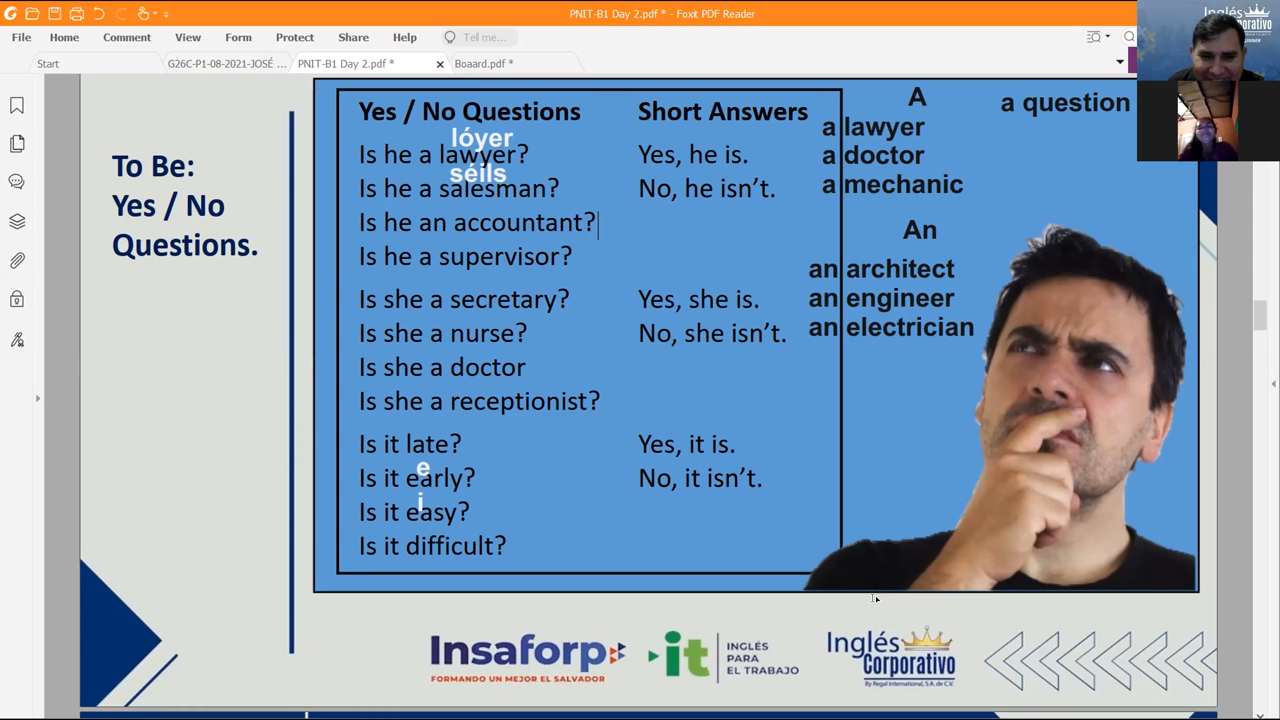 PNIT-B1 Day 2.pdf * - Foxit PDF Reader
File Home Comment View Form Protect Share Help Tell me...
Start G26C-P1-08-2021-JOSÉ ... PNIT-B1 Day 2.pdf * Boaard.pdf *
Inglés
Corporativo
To Be:
Yes / No
Questions.
Yes / No Questions Short Answers
lóyer
Is he a lawyer? Yes, he is.
séils
Is he a salesman? No, he isn't.
Is he an accountant?
Is he a supervisor?
Is she a secretary? Yes, she is.
Is she a nurse? No, she isn't.
Is she a doctor
Is she a receptionist?
Is it late? Yes, it is.
e
Is it early? No, it isn't.
i
Is it easy?
Is it difficult?
A
a lawyer
a doctor
a mechanic
a question
An
an architect
an engineer
an electrician
Insaforp
FORMANDO UN MEJOR EL SALVADOR
it
INGLÉS
PARA
EL TRABAJO
Inglés
Corporativo
By Regal International, S.A. de C.V.